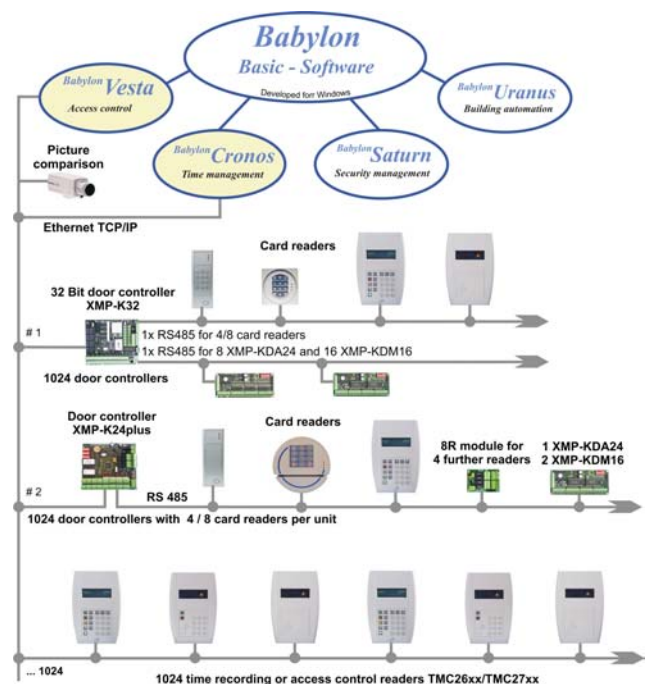 Babylon
Basic - Software
Developed forr Windows
Babylon Vesta
Access control
Babylon Uranus
Building automation
Babylon Cronos
Time management
Babylon Saturn
Security management
Picture
comparison
Ethernet TCP/IP
Card readers
32 Bit door controller
XMP-K32
# 1
1x RS485 for 4/8 card readers
1x RS485 for 8 XMP-KDA24 and 16 XMP-KDM16
1024 door controllers
Door controller
XMP-K24plus
Card readers
8R module for
4 further readers
1 XMP-KDA24
2 XMP-KDM16
# 2
RS 485
1024 door controllers with 4 / 8 card readers per unit
... 1024
1024 time recording or access control readers TMC26xx/TMC27xx